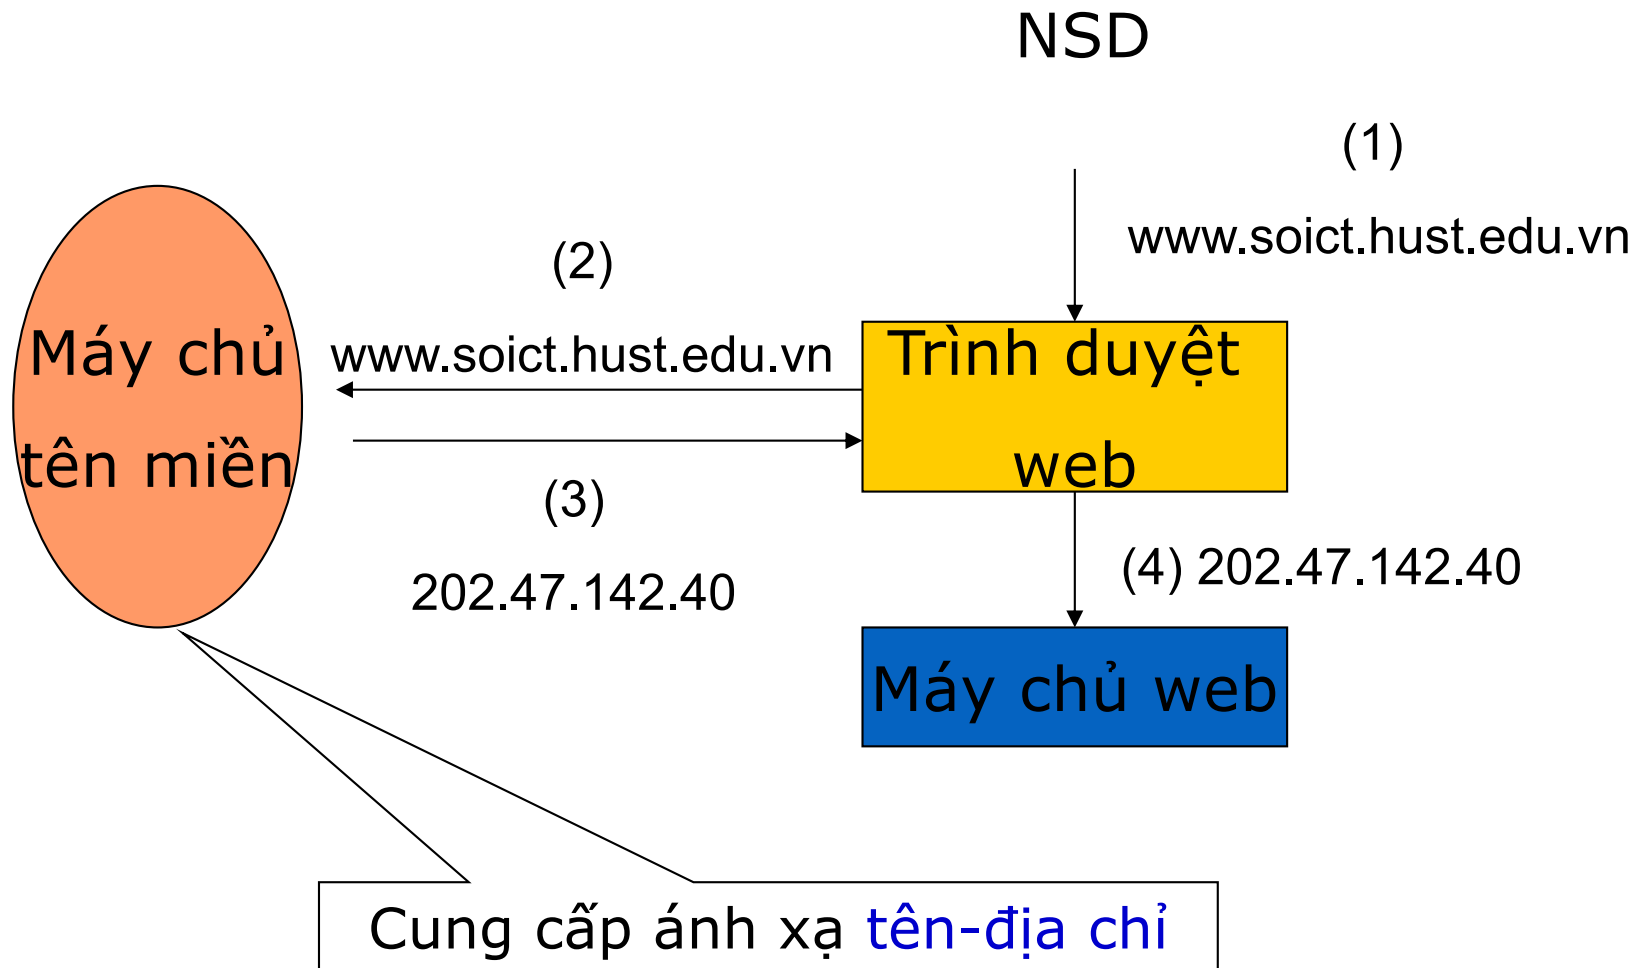 NSD
(1)
www.soict.hust.edu.vn
(2)
www.soict.hust.edu.vn
Máy chủ
tên miền
Trình duyệt
web
(3)
202.47.142.40
(4) 202.47.142.40
Máy chủ web
Cung cấp ánh xạ tên-địa chỉ